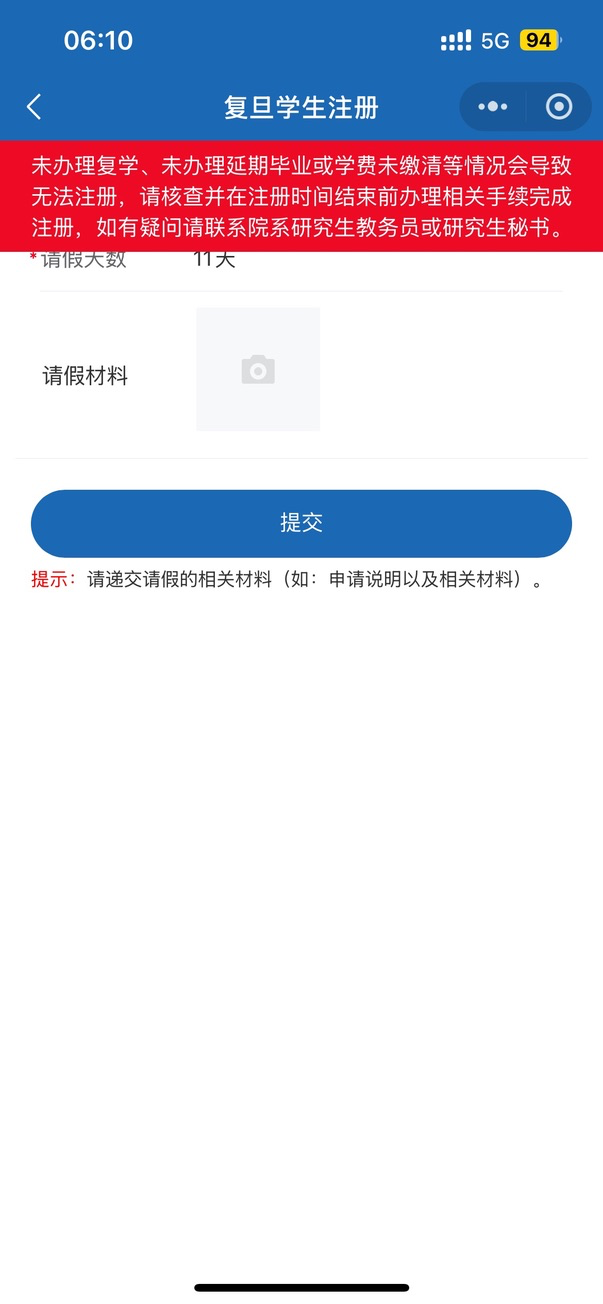 06:10
5G
94
复旦学生注册
未办理复学、未办理延期毕业或学费未缴清等情况会导致
无法注册，请核查并在注册时间结束前办理相关手续完成
注册，如有疑问请联系院系研究生教务员或研究生秘书。
*请假天数 11天
请假材料
提交
提示：请递交请假的相关材料（如：申请说明以及相关材料）。